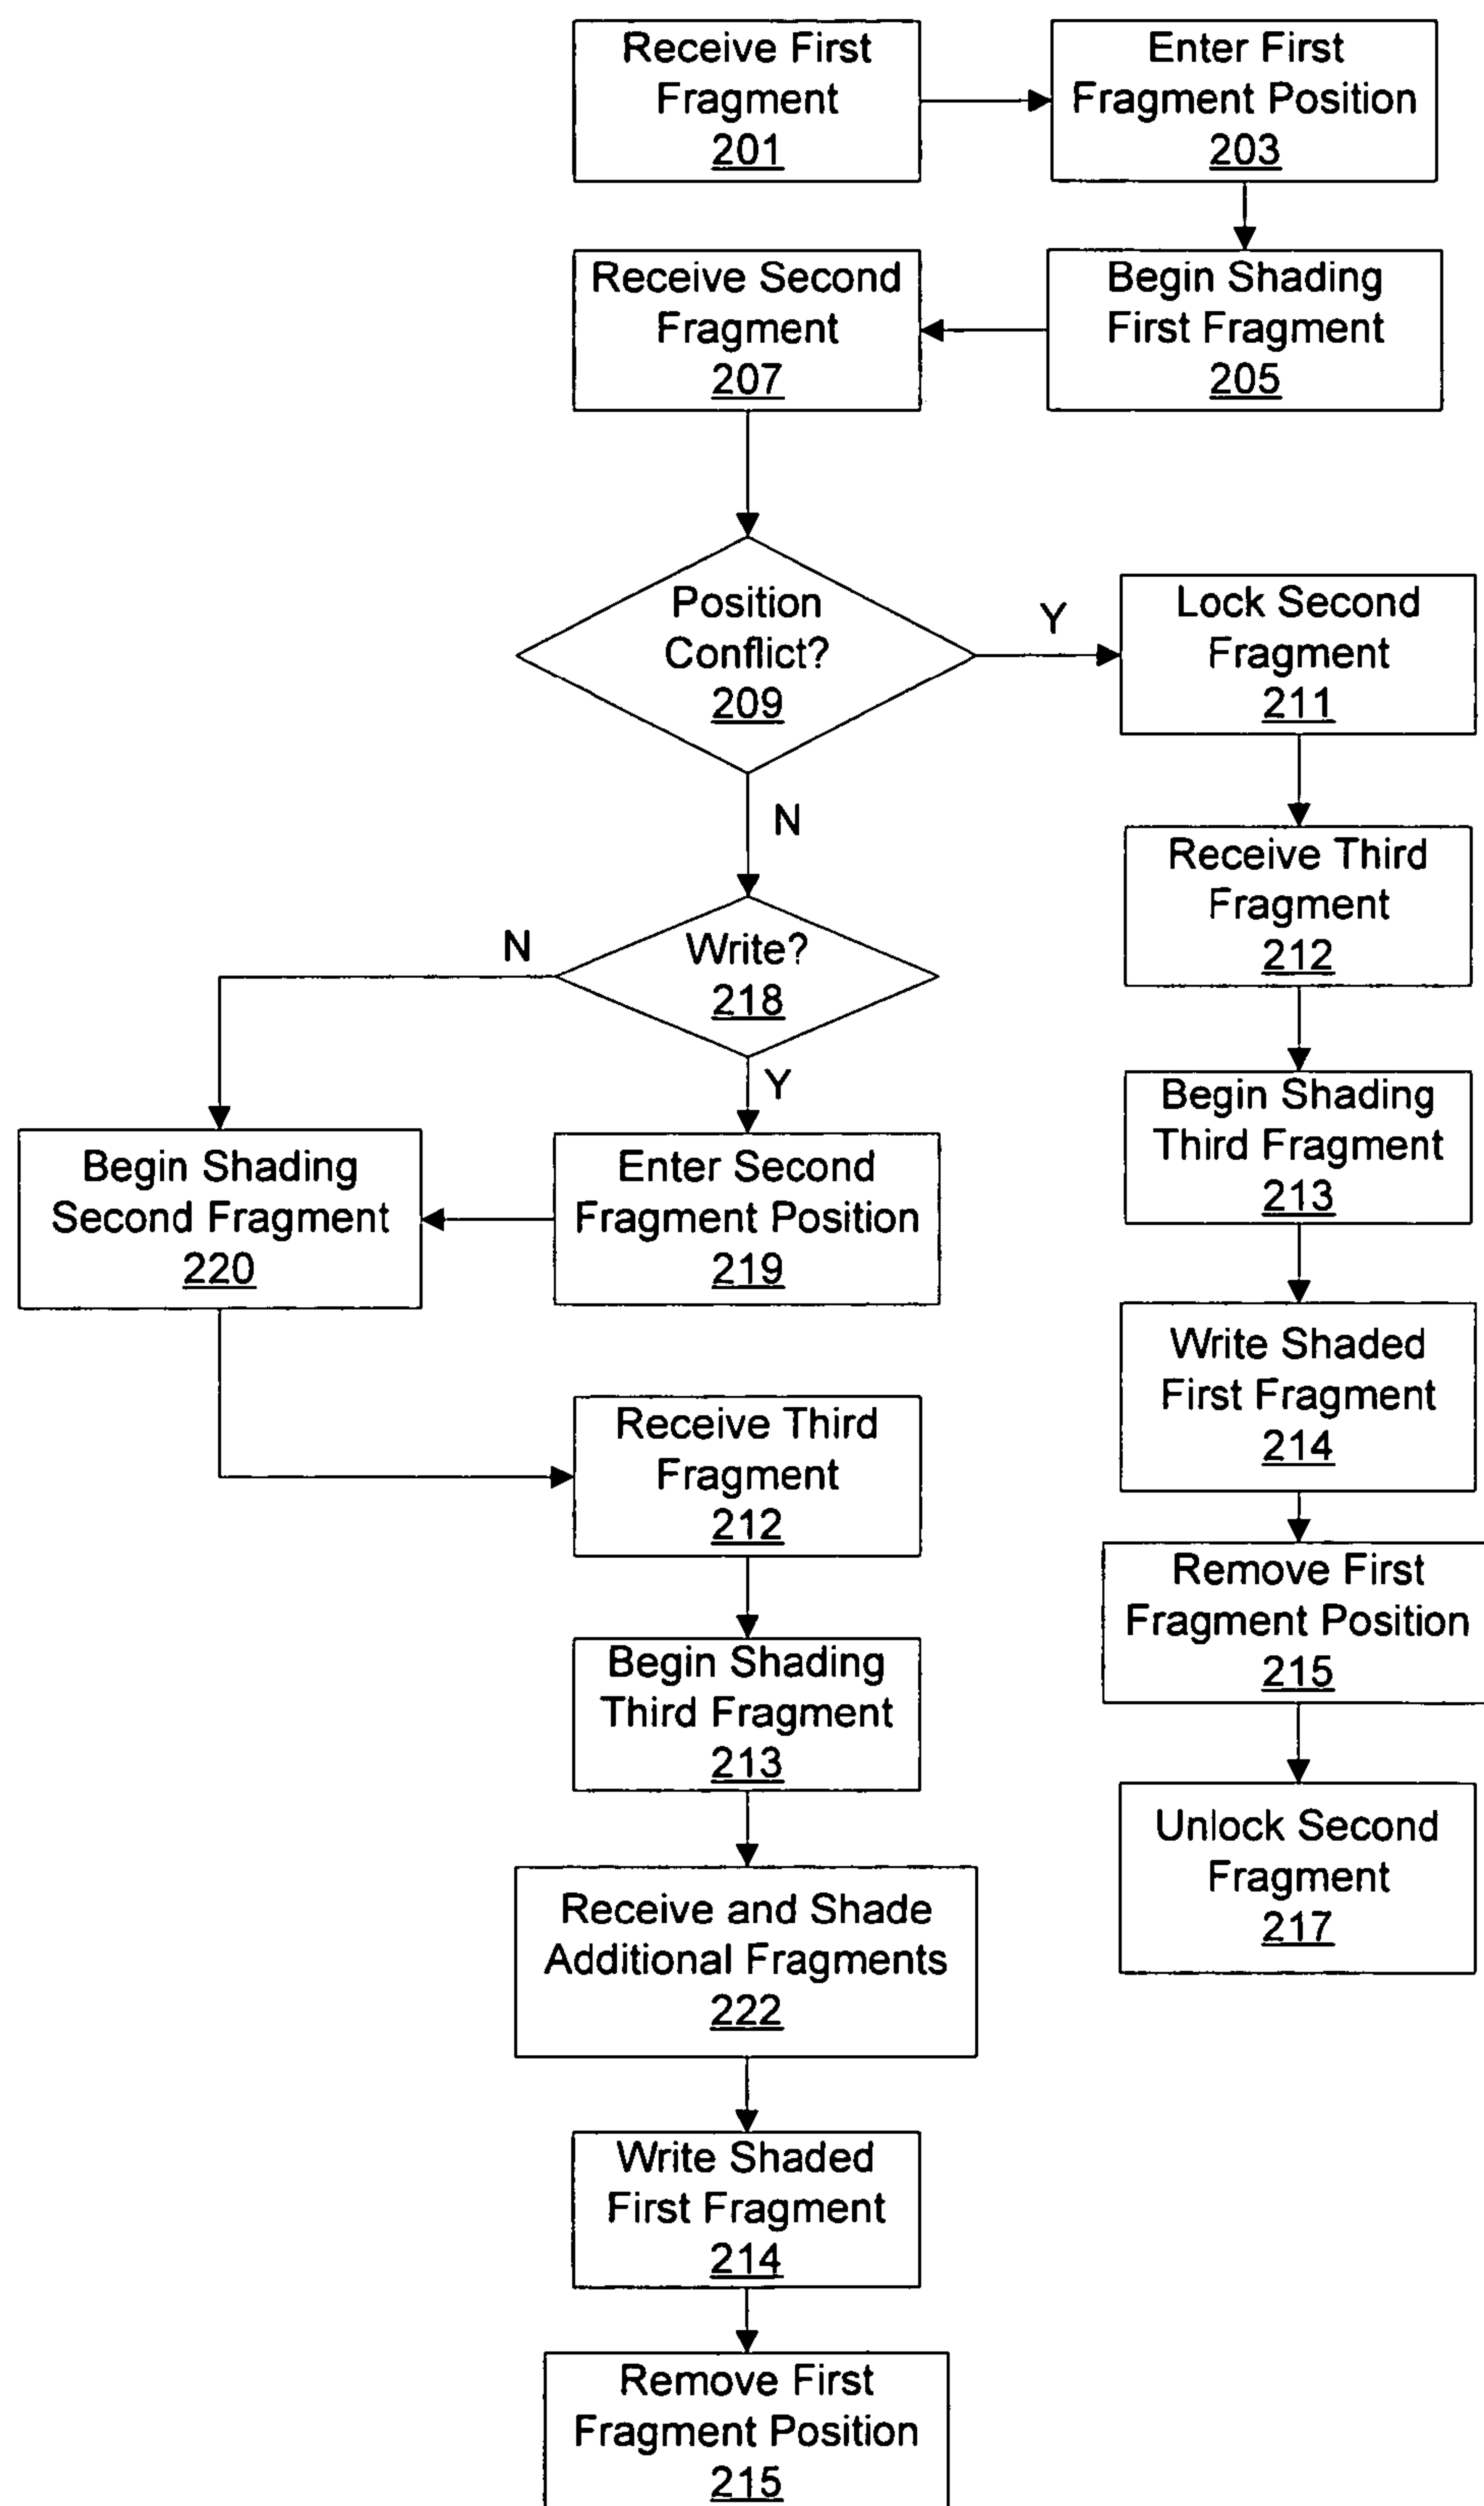 Receive First
Fragment
201
Enter First
Fragment Position
203
Receive Second
Fragment
207
Begin Shading
First Fragment
205
Position
Conflict?
209
Y
Lock Second
Fragment
211
N
Receive Third
Fragment
212
N
Write?
218
Y
Begin Shading
Third Fragment
213
Begin Shading
Second Fragment
220
Enter Second
Fragment Position
219
Write Shaded
First Fragment
214
Receive Third
Fragment
212
Remove First
Fragment Position
215
Begin Shading
Third Fragment
213
Unlock Second
Fragment
217
Receive and Shade
Additional Fragments
222
Write Shaded
First Fragment
214
Remove First
Fragment Position
215